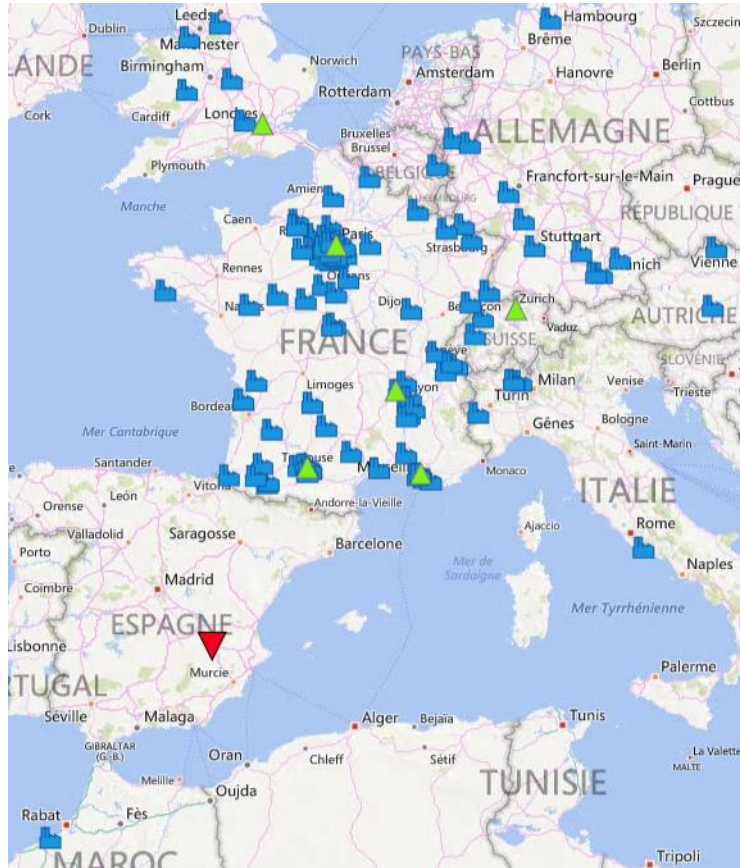 Leeds
Hambourg
Dublin
Szczecin
Manchester
Norwich
PAYS-BAS
Brême
LANDE
Birmingham
Amsterdam
Hanovre
Berlin
Rotterdam
Cork
Cardiff
Londres
Cottbus
Bruxelles
Brussel
ALLEMAGNE
Plymouth
BELGIQUE
Francfort-sur-le-Main
Prague
Manche
Amiens
LUXEMBOURG
RÉPUBLIQUE
Caen
Paris
Strasbourg
Stuttgart
Rennes
Vienne
Zurich
Vaduz
AUTRICHE
SUISSE
FRANCE
SLOVÉNIE
Limoges
Lyon
Milan
Venise
Trieste
Turin
Bordeaux
Gênes
Bologne
Mer Cantabrique
Saint-Marin
Toulouse
Marseille
Monaco
Santander
Vitoria
ITALIE
León
Orense
Andorre-la-Vieille
Valladolid
Saragosse
Ajaccio
Rome
Porto
Barcelone
Mer de
Sardaigne
Naples
Coimbra
Madrid
Mer Tyrrhénienne
ESPAGNE
Lisbonne
Murcie
Palerme
RTUGAL
Séville
Malaga
Alger
Bejaïa
Tunis
GIBRALTAR
(G.-B.)
Oran
Chleff
Sétif
La Valette
MALTE
Melille
Oujda
TUNISIE
Rabat
Fès
MAROC
Tripoli